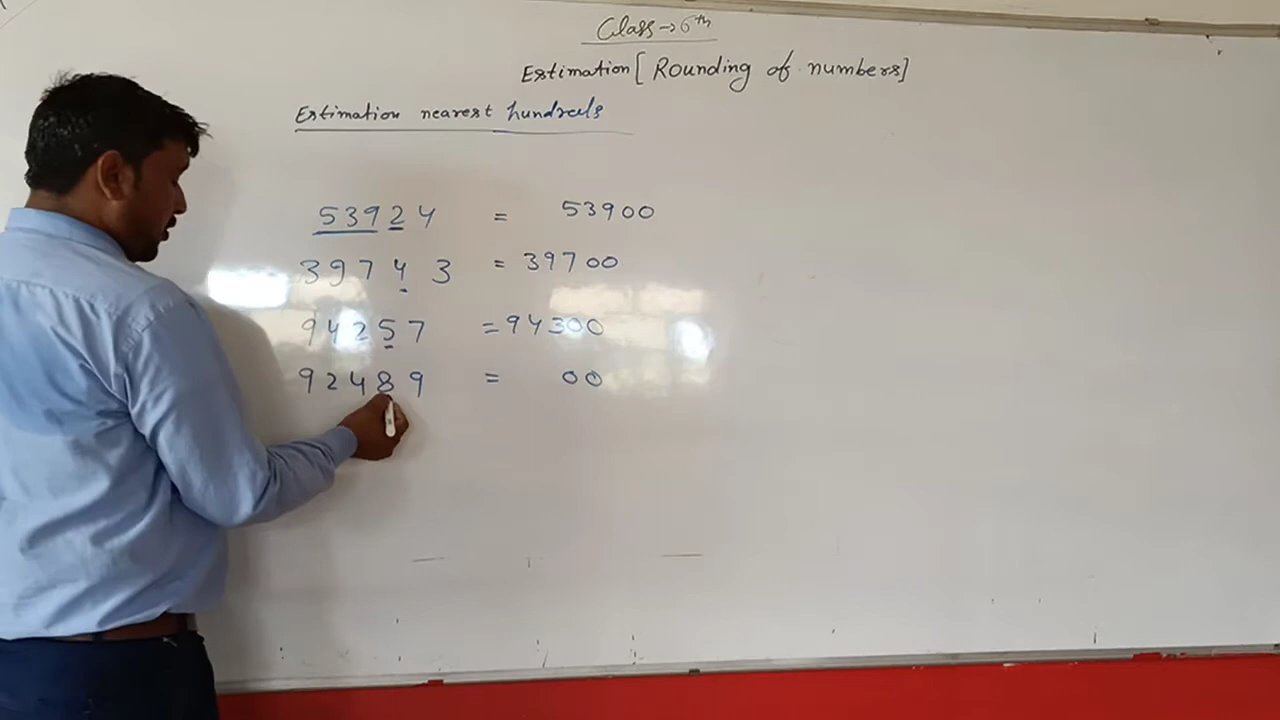 Class → 6th
Estimation [ Rounding of numbers]
Estimation nearest hundreds
53924 = 53900
39743 = 39700
94257 = 94300
92489 = 00